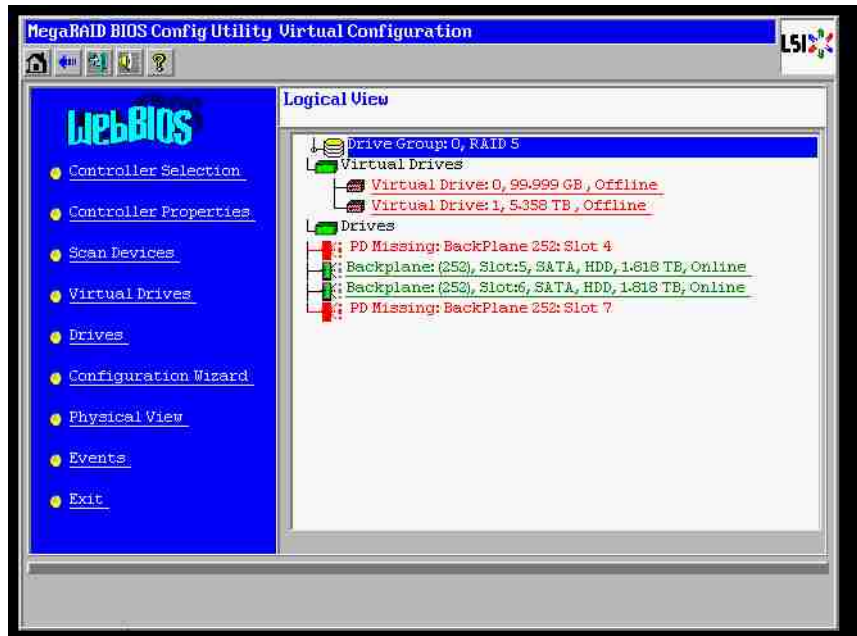 MegaRAID BIOS Config Utility Virtual Configuration
LSI
WebBIOS
Controller Selection
Controller Properties
Scan Devices
Virtual Drives
Drives
Configuration Wizard
Physical View
Events
Exit
Logical View
Drive Group: 0, RAID 5
Virtual Drives
Virtual Drive: 0, 99.999 GB , Offline
Virtual Drive: 1, 5.358 TB , Offline
Drives
PD Missing: BackPlane 252: Slot 4
Backplane: (252), Slot:5, SATA, HDD, 1.818 TB, Online
Backplane: (252), Slot:6, SATA, HDD, 1.818 TB, Online
PD Missing: BackPlane 252: Slot 7